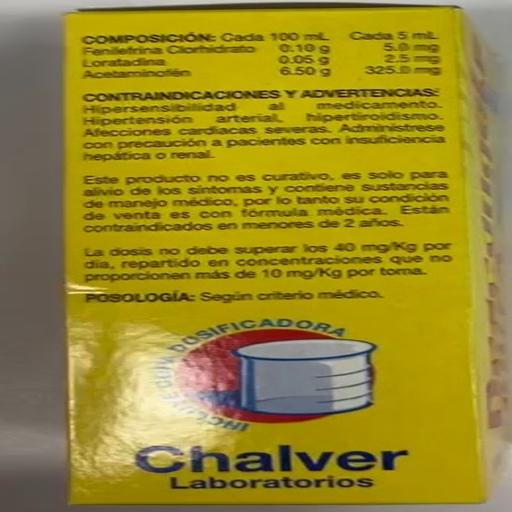 COMPOSICIÓN: Cada 100 mL Cada 5 mL
Fenilefrina Clorhidrato 0.10 g 5.0 mg
Loratadina 0.05 g 2.5 mg
Acetaminofén 6.50 g 325.0 mg
CONTRAINDICACIONES Y ADVERTENCIAS:
Hipersensibilidad al medicamento.
Hipertensión arterial, hipertiroidismo.
Afecciones cardiacas severas. Adminístrese
con precaución a pacientes con insuficiencia
hepática o renal.
Este producto no es curativo, es solo para
alivio de los síntomas y contiene sustancias
de manejo médico, por lo tanto su condición
de venta es con fórmula médica. Están
contraindicados en menores de 2 años.
La dosis no debe superar los 40 mg/Kg por
día, repartido en concentraciones que no
proporcionen más de 10 mg/Kg por toma.
POSOLOGÍA: Según criterio médico.
INCLUYE COPA DOSIFICADORA
Chalver
Laboratorios